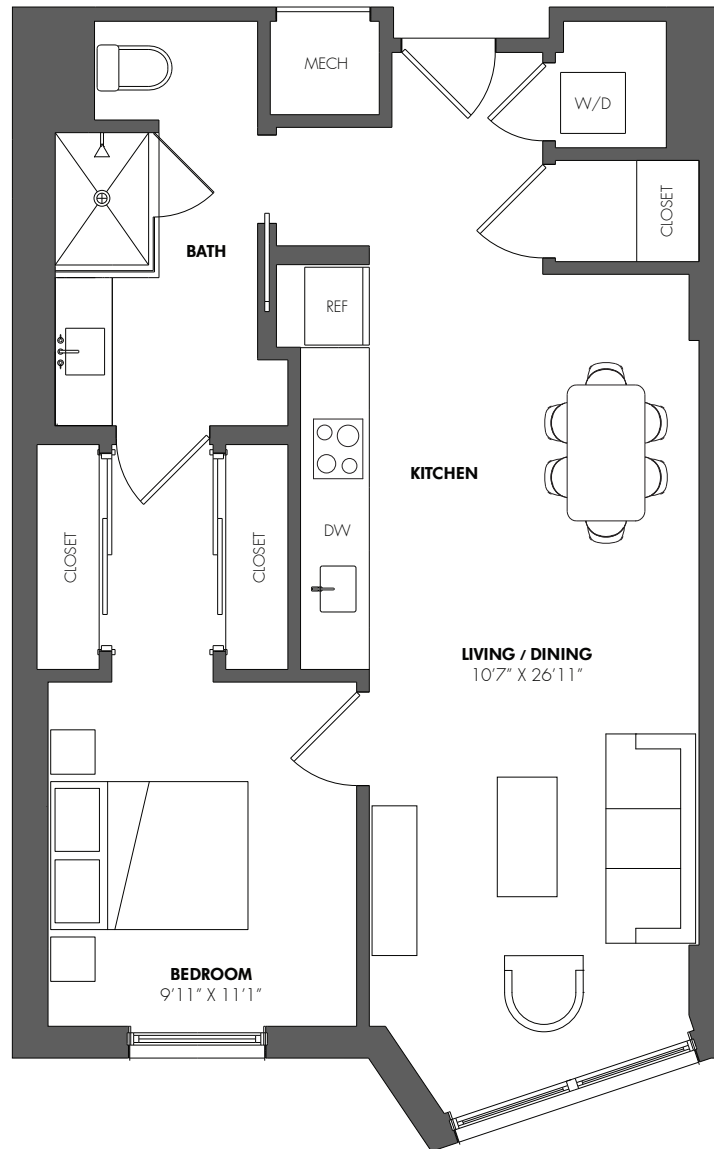 MECH
W/D
CLOSET
BATH
REF
KITCHEN
DW
CLOSET
CLOSET
LIVING / DINING
10’7” X 26’11”
BEDROOM
9’11” X 11’1”